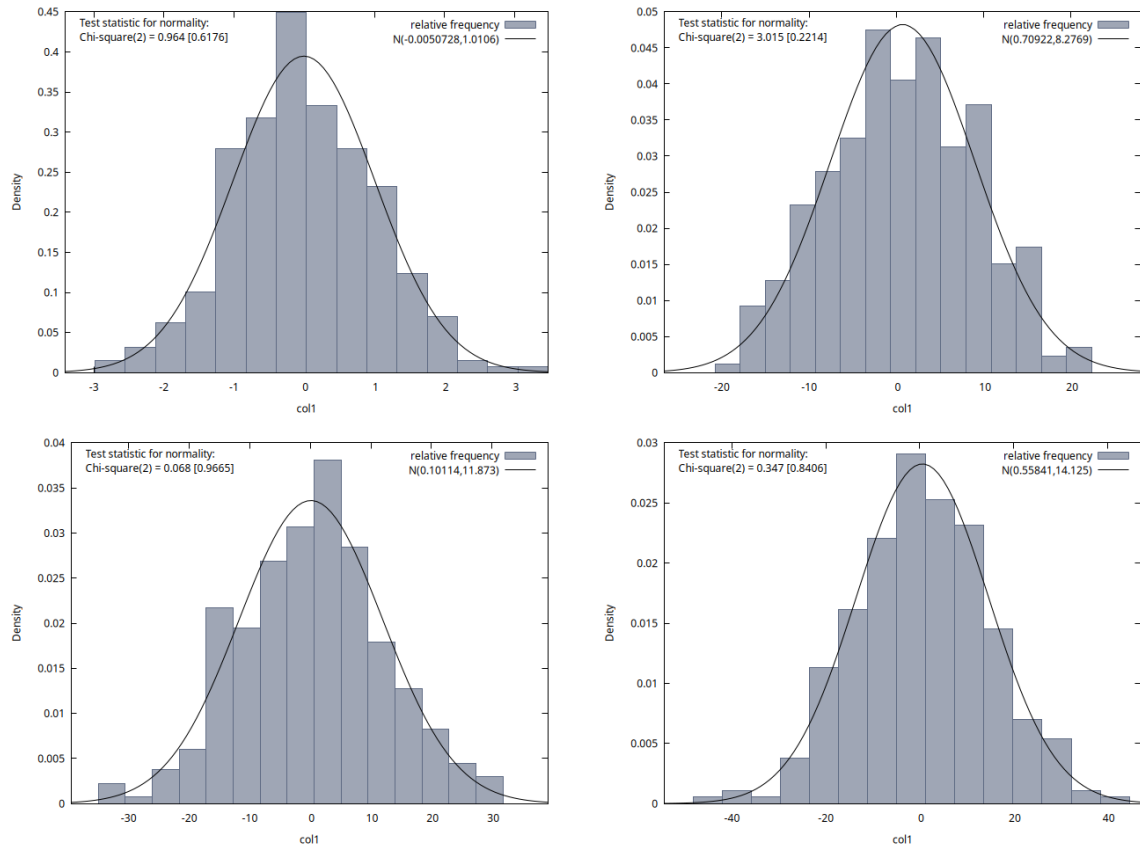 Test statistic for normality:
Chi-square(2) = 0.964 [0.6176]
relative frequency
N(-0.0050728,1.0106)
0.45
0.4
0.35
0.3
0.25
0.2
0.15
0.1
0.05
0
Density
-3 -2 -1 0 1 2 3
col1
Test statistic for normality:
Chi-square(2) = 3.015 [0.2214]
relative frequency
N(0.70922,8.2769)
0.05
0.045
0.04
0.035
0.03
0.025
0.02
0.015
0.01
0.005
0
Density
-20 -10 0 10 20
col1
Test statistic for normality:
Chi-square(2) = 0.068 [0.9665]
relative frequency
N(0.10114,11.873)
0.04
0.035
0.03
0.025
0.02
0.015
0.01
0.005
0
Density
-30 -20 -10 0 10 20 30
col1
Test statistic for normality:
Chi-square(2) = 0.347 [0.8406]
relative frequency
N(0.55841,14.125)
0.03
0.025
0.02
0.015
0.01
0.005
0
Density
-40 -20 0 20 40
col1